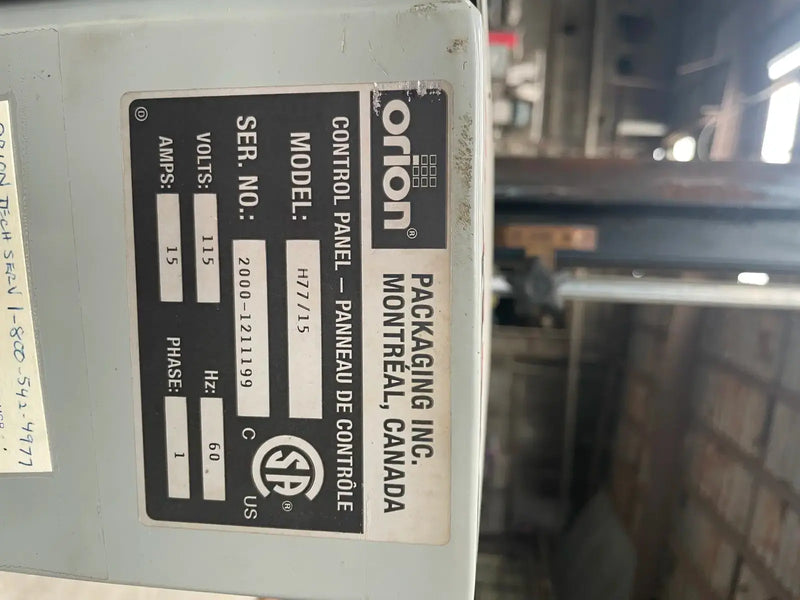 orion®
PACKAGING INC.
MONTRÉAL, CANADA
CONTROL PANEL — PANNEAU DE CONTRÔLE
MODEL: H77/15
SER. NO.: 2000-1211199
C SA® US
VOLTS: 115 Hz: 60
AMPS: 15 PHASE: 1
D
ORION TECH SERV 1-800-542-4977